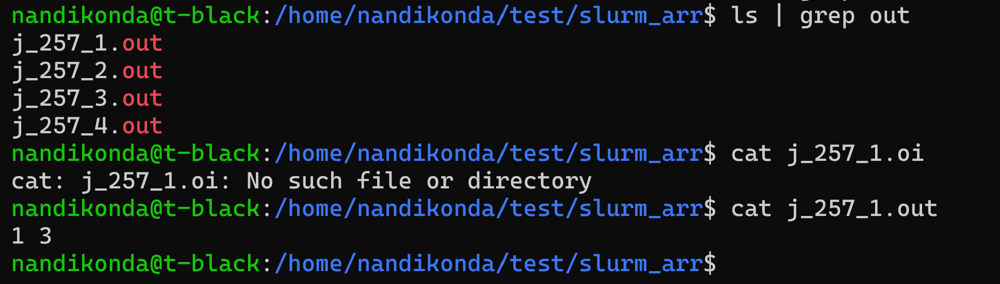 nandikonda@t-black:/home/nandikonda/test/slurm_arr$ ls | grep out
j_257_1.out
j_257_2.out
j_257_3.out
j_257_4.out
nandikonda@t-black:/home/nandikonda/test/slurm_arr$ cat j_257_1.oi
cat: j_257_1.oi: No such file or directory
nandikonda@t-black:/home/nandikonda/test/slurm_arr$ cat j_257_1.out
1 3
nandikonda@t-black:/home/nandikonda/test/slurm_arr$